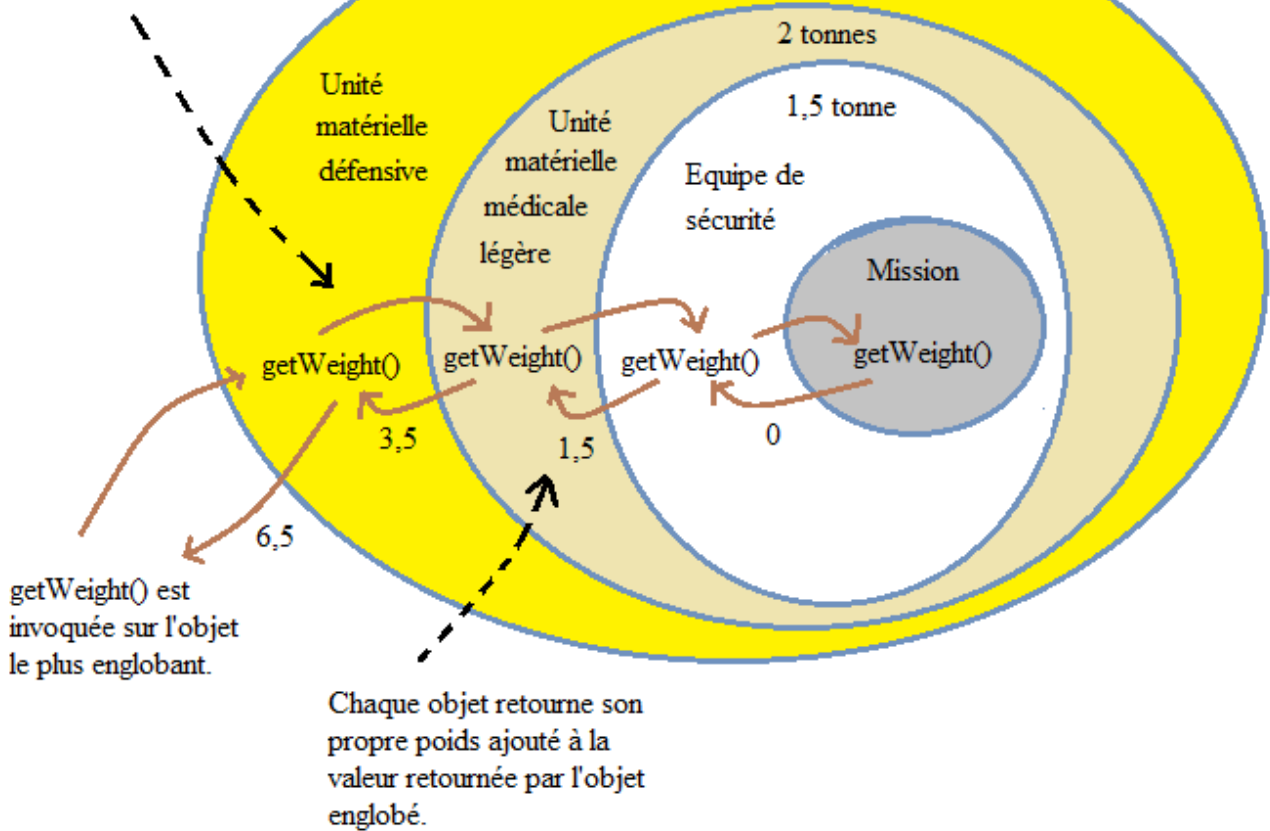 2 tonnes
1,5 tonne
Unité
matérielle
défensive
Unité
matérielle
médicale
légère
Equipe de
sécurité
Mission
getWeight()
getWeight()
getWeight()
getWeight()
3,5
1,5
0
6,5
getWeight() est
invoquée sur l'objet
le plus englobant.
Chaque objet retourne son
propre poids ajouté à la
valeur retournée par l'objet
englobé.